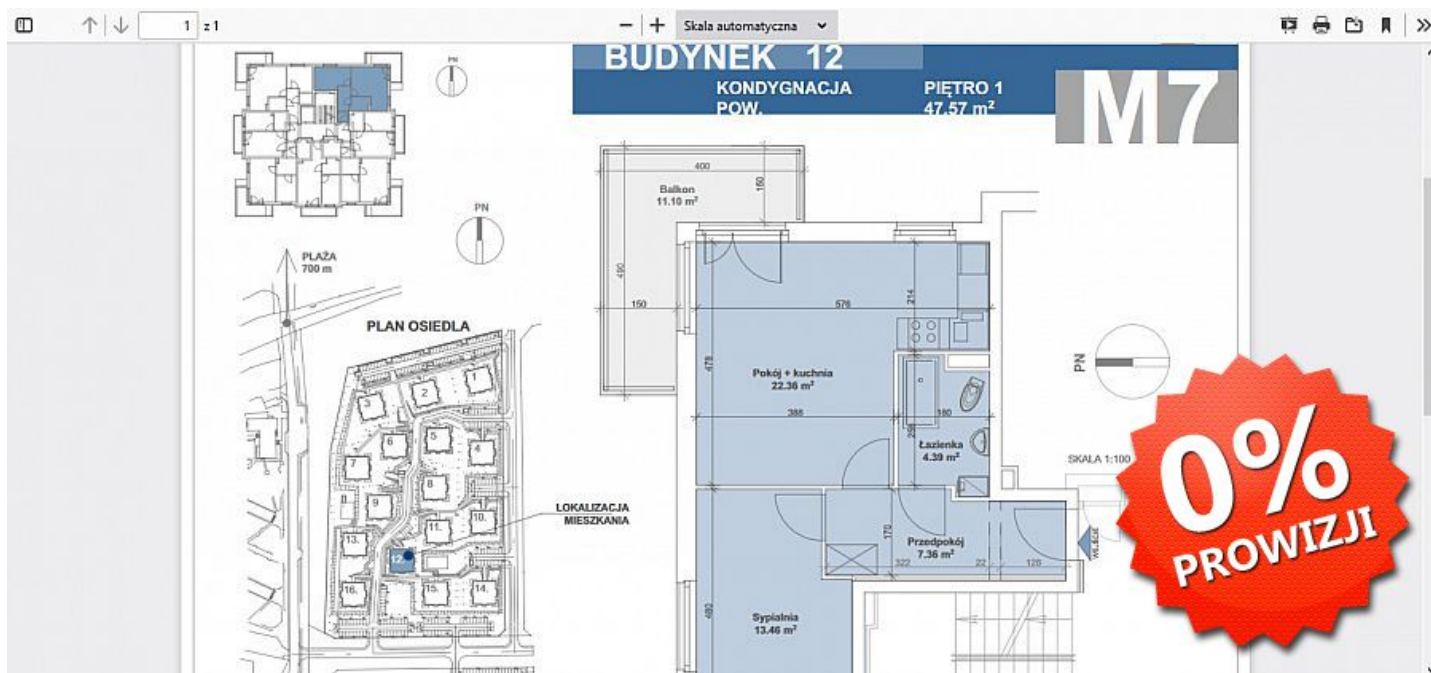 1 z 1
Skala automatyczna
BUDYNEK 12
KONDYGNACJA PIĘTRO 1
POW. 47.57 m²
M7
PN
PN
PLAŻA
700 m
PLAN OSIEDLA
1.
2
3
4
5
6
7
8
9
10.
11.
12.
13.
14.
15.
16.
LOKALIZACJA
MIESZKANIA
400
160
Balkon
11.10 m²
490
150
576
214
478
Pokój + kuchnia
22.36 m²
388
180
Łazienka
4.39 m²
PN
SKALA 1:100
170
Przedpokój
7.36 m²
322
22
126
WEJŚCIE
480
Sypialnia
13.46 m²
0%
PROWIZJI